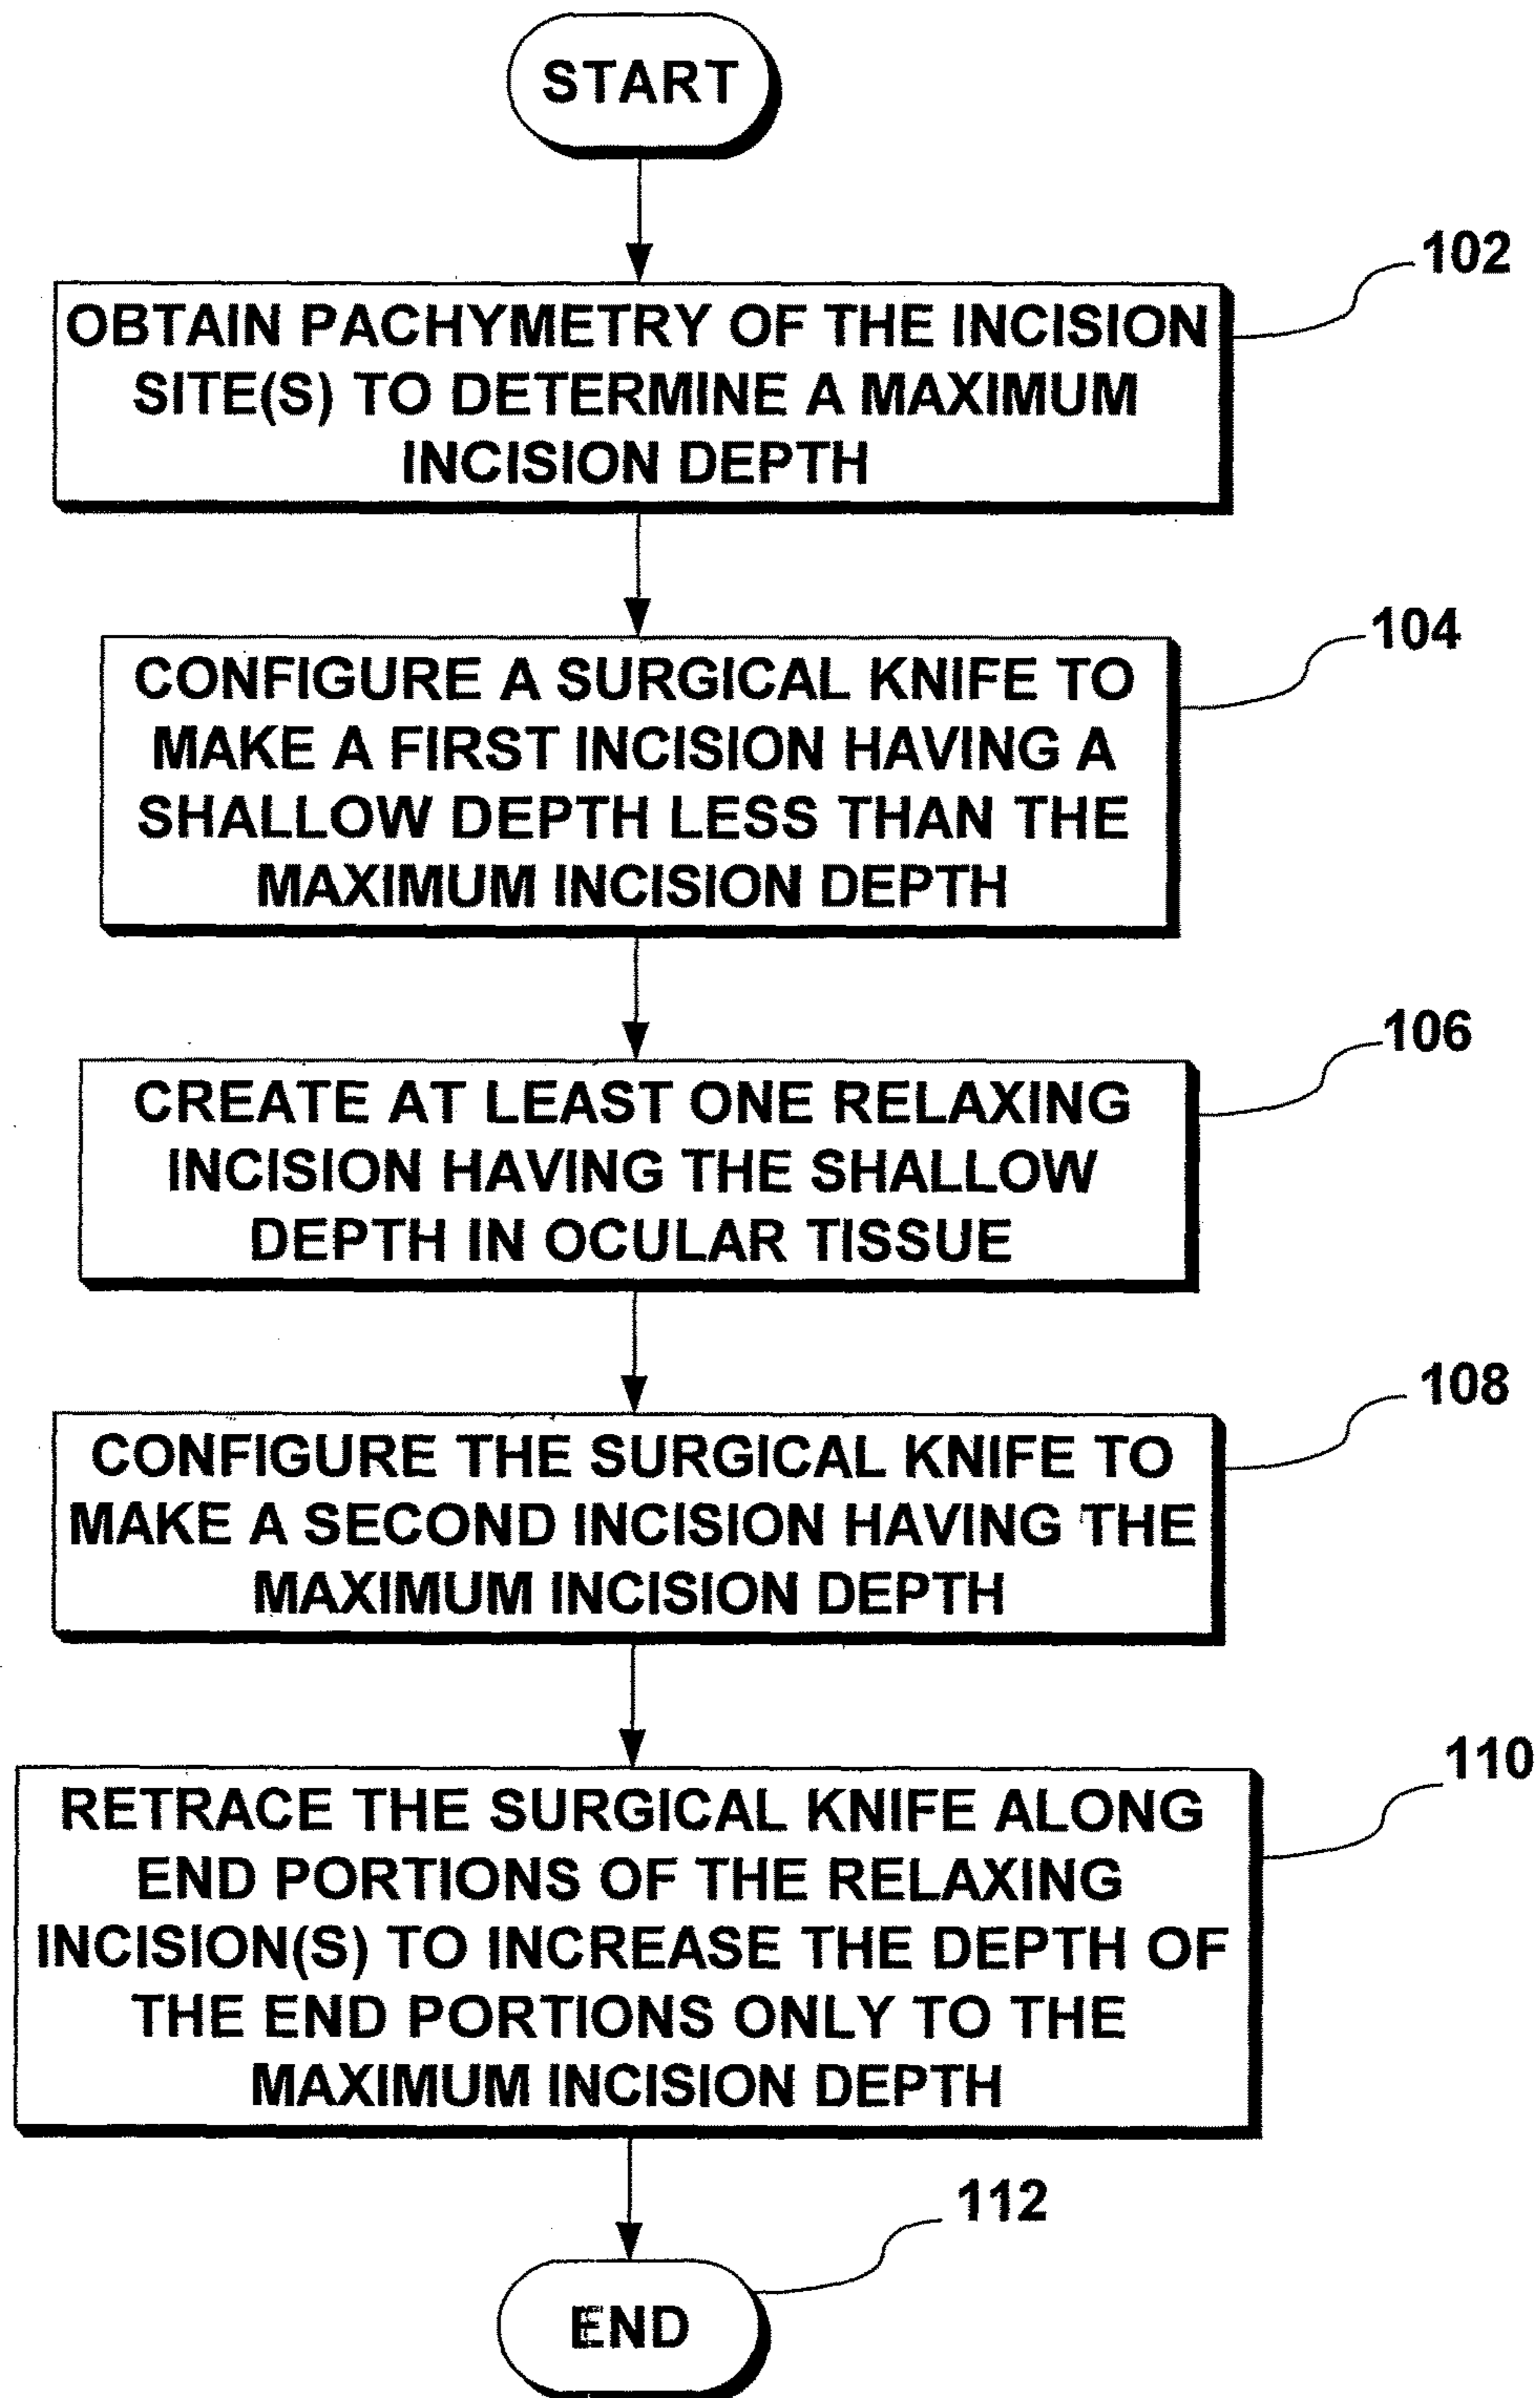 START
102
OBTAIN PACHYMETRY OF THE INCISION
SITE(S) TO DETERMINE A MAXIMUM
INCISION DEPTH
104
CONFIGURE A SURGICAL KNIFE TO
MAKE A FIRST INCISION HAVING A
SHALLOW DEPTH LESS THAN THE
MAXIMUM INCISION DEPTH
106
CREATE AT LEAST ONE RELAXING
INCISION HAVING THE SHALLOW
DEPTH IN OCULAR TISSUE
108
CONFIGURE THE SURGICAL KNIFE TO
MAKE A SECOND INCISION HAVING THE
MAXIMUM INCISION DEPTH
110
RETRACE THE SURGICAL KNIFE ALONG
END PORTIONS OF THE RELAXING
INCISION(S) TO INCREASE THE DEPTH OF
THE END PORTIONS ONLY TO THE
MAXIMUM INCISION DEPTH
112
END